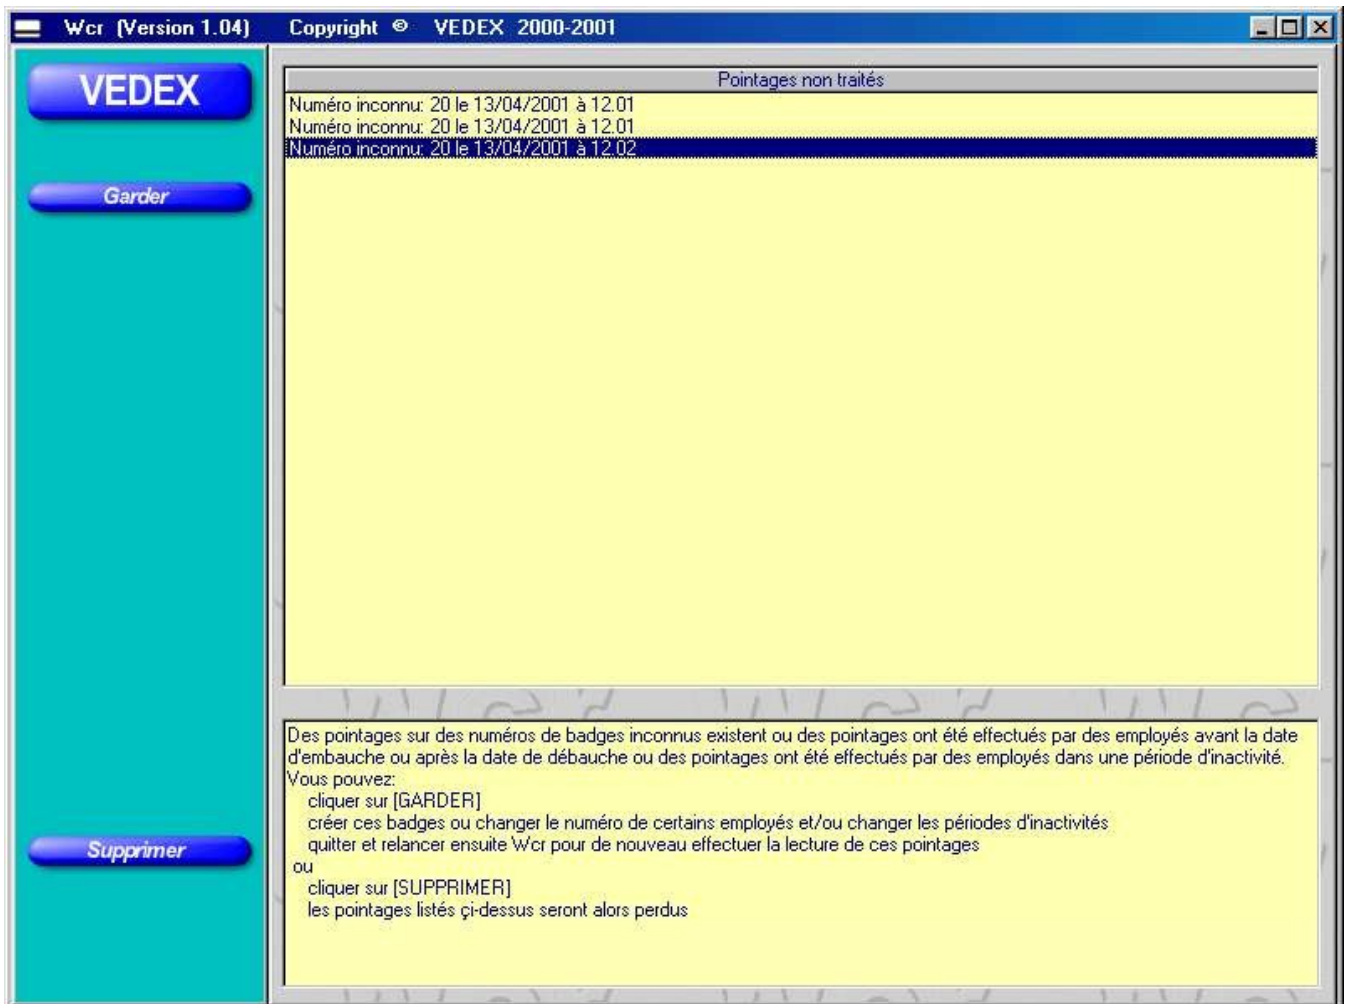 Wcr (Version 1.04) Copyright © VEDEX 2000-2001
VEDEX
Garder
Supprimer
Pointages non traités
Numéro inconnu: 20 le 13/04/2001 à 12.01
Numéro inconnu: 20 le 13/04/2001 à 12.01
Numéro inconnu: 20 le 13/04/2001 à 12.02
Des pointages sur des numéros de badges inconnus existent ou des pointages ont été effectués par des employés avant la date
d'embauche ou après la date de débauche ou des pointages ont été effectués par des employés dans une période d'inactivité.
Vous pouvez:
cliquer sur [GARDER]
créer ces badges ou changer le numéro de certains employés et/ou changer les périodes d'inactivités
quitter et relancer ensuite Wcr pour de nouveau effectuer la lecture de ces pointages
ou
cliquer sur [SUPPRIMER]
les pointages listés çi-dessus seront alors perdus